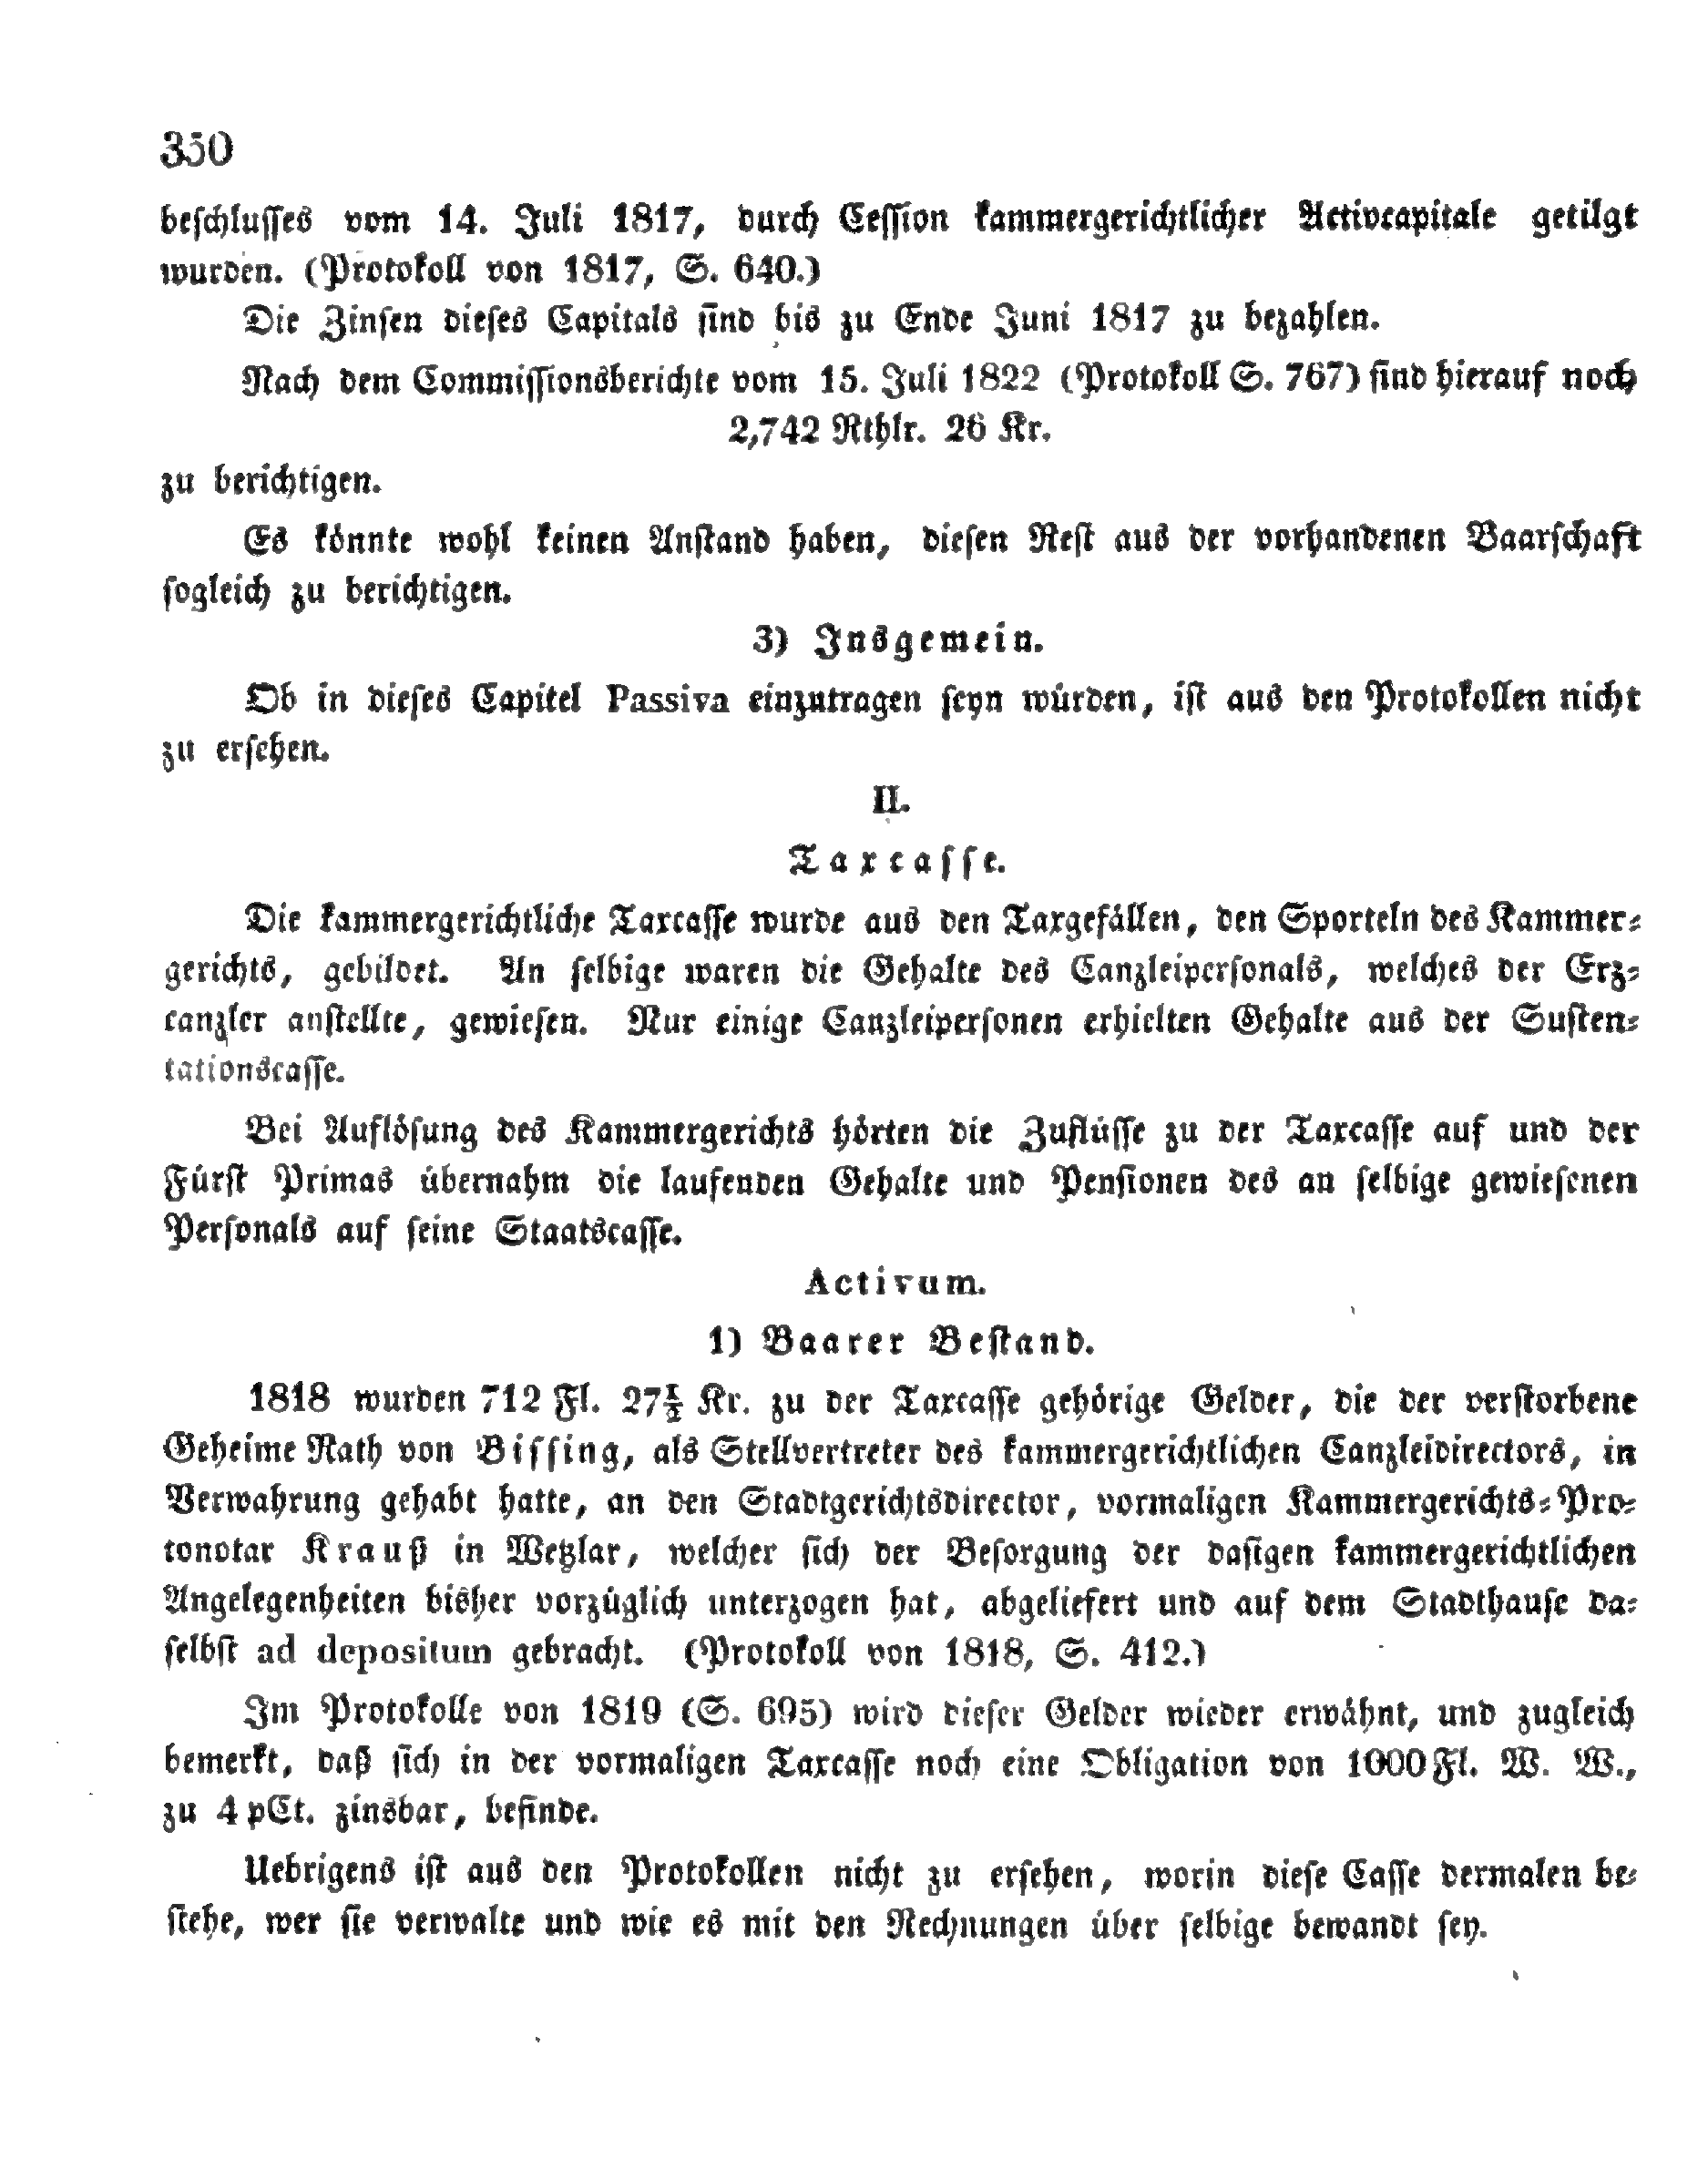 350
beschlusses vom 14. Juli 1817, durch Cession kammergerichtlicher Activcapitale getilgt
wurden. (Protokoll von 1817, S. 640.)
Die Zinsen dieses Capitals sind bis zu Ende Juni 1817 zu bezahlen.
Nach dem Commissionsberichte vom 15. Juli 1822 (Protokoll S. 767) sind hierauf noch
2,742 Rthlr. 26 Kr.
zu berichtigen.
Es könnte wohl keinen Anstand haben, diesen Rest aus der vorhandenen Baarschaft
sogleich zu berichtigen.
3) Insgemein.
Ob in dieses Capitel Passiva einzutragen seyn würden, ist aus den Protokollen nicht
zu ersehen.
II.
Taxcasse.
Die kammergerichtliche Taxcasse wurde aus den Taxgefällen, den Sporteln des Kammer-
gerichts, gebildet. An selbige waren die Gehalte des Canzleipersonals, welches der Erz-
canzler anstellte, gewiesen. Nur einige Canzleipersonen erhielten Gehalte aus der Susten-
tationscasse.
Bei Auflösung des Kammergerichts hörten die Zuflüsse zu der Taxcasse auf und der
Fürst Primas übernahm die laufenden Gehalte und Pensionen des an selbige gewiesenen
Personals auf seine Staatscasse.
Activum.
1) Baarer Bestand.
1818 wurden 712 Fl. 27½ Kr. zu der Taxcasse gehörige Gelder, die der verstorbene
Geheime Rath von Bissing, als Stellvertreter des kammergerichtlichen Canzleidirectors, in
Verwahrung gehabt hatte, an den Stadtgerichtsdirector, vormaligen Kammergerichts-Pro-
tonotar Krauß in Wetzlar, welcher sich der Besorgung der dasigen kammergerichtlichen
Angelegenheiten bisher vorzüglich unterzogen hat, abgeliefert und auf dem Stadthause da-
selbst ad depositum gebracht. (Protokoll von 1818, S. 412.)
Im Protokolle von 1819 (S. 695) wird dieser Gelder wieder erwähnt, und zugleich
bemerkt, daß sich in der vormaligen Taxcasse noch eine Obligation von 1000 Fl. W. W.,
zu 4 pCt. zinsbar, befinde.
Uebrigens ist aus den Protokollen nicht zu ersehen, worin diese Casse dermalen be-
stehe, wer sie verwalte und wie es mit den Rechnungen über selbige bewandt sey.